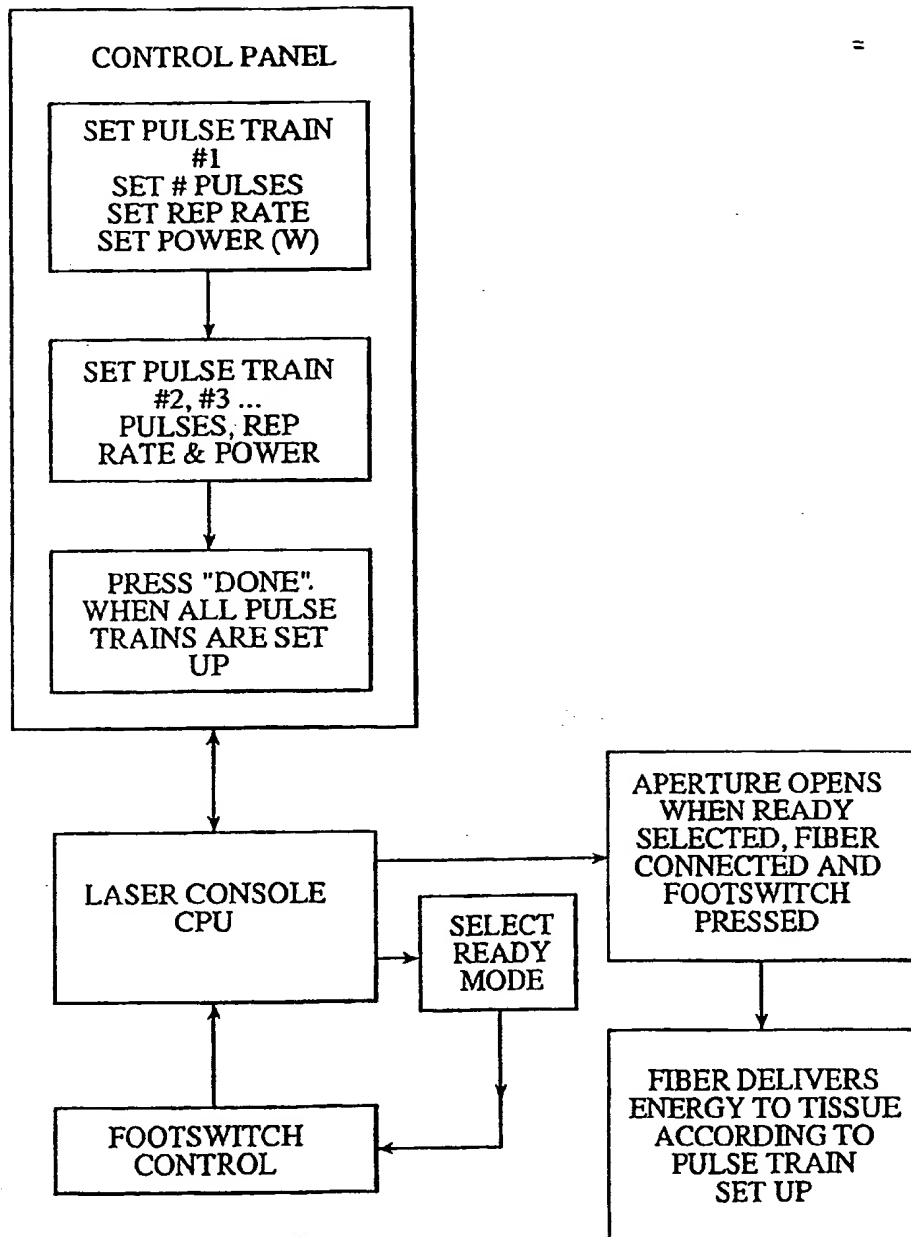 CONTROL PANEL
SET PULSE TRAIN
#1
SET # PULSES
SET REP RATE
SET POWER (W)
SET PULSE TRAIN
#2, #3 ...
PULSES, REP
RATE & POWER
PRESS "DONE".
WHEN ALL PULSE
TRAINS ARE SET
UP
LASER CONSOLE
CPU
SELECT
READY
MODE
FOOTSWITCH
CONTROL
APERTURE OPENS
WHEN READY
SELECTED, FIBER
CONNECTED AND
FOOTSWITCH
PRESSED
FIBER DELIVERS
ENERGY TO TISSUE
ACCORDING TO
PULSE TRAIN
SET UP